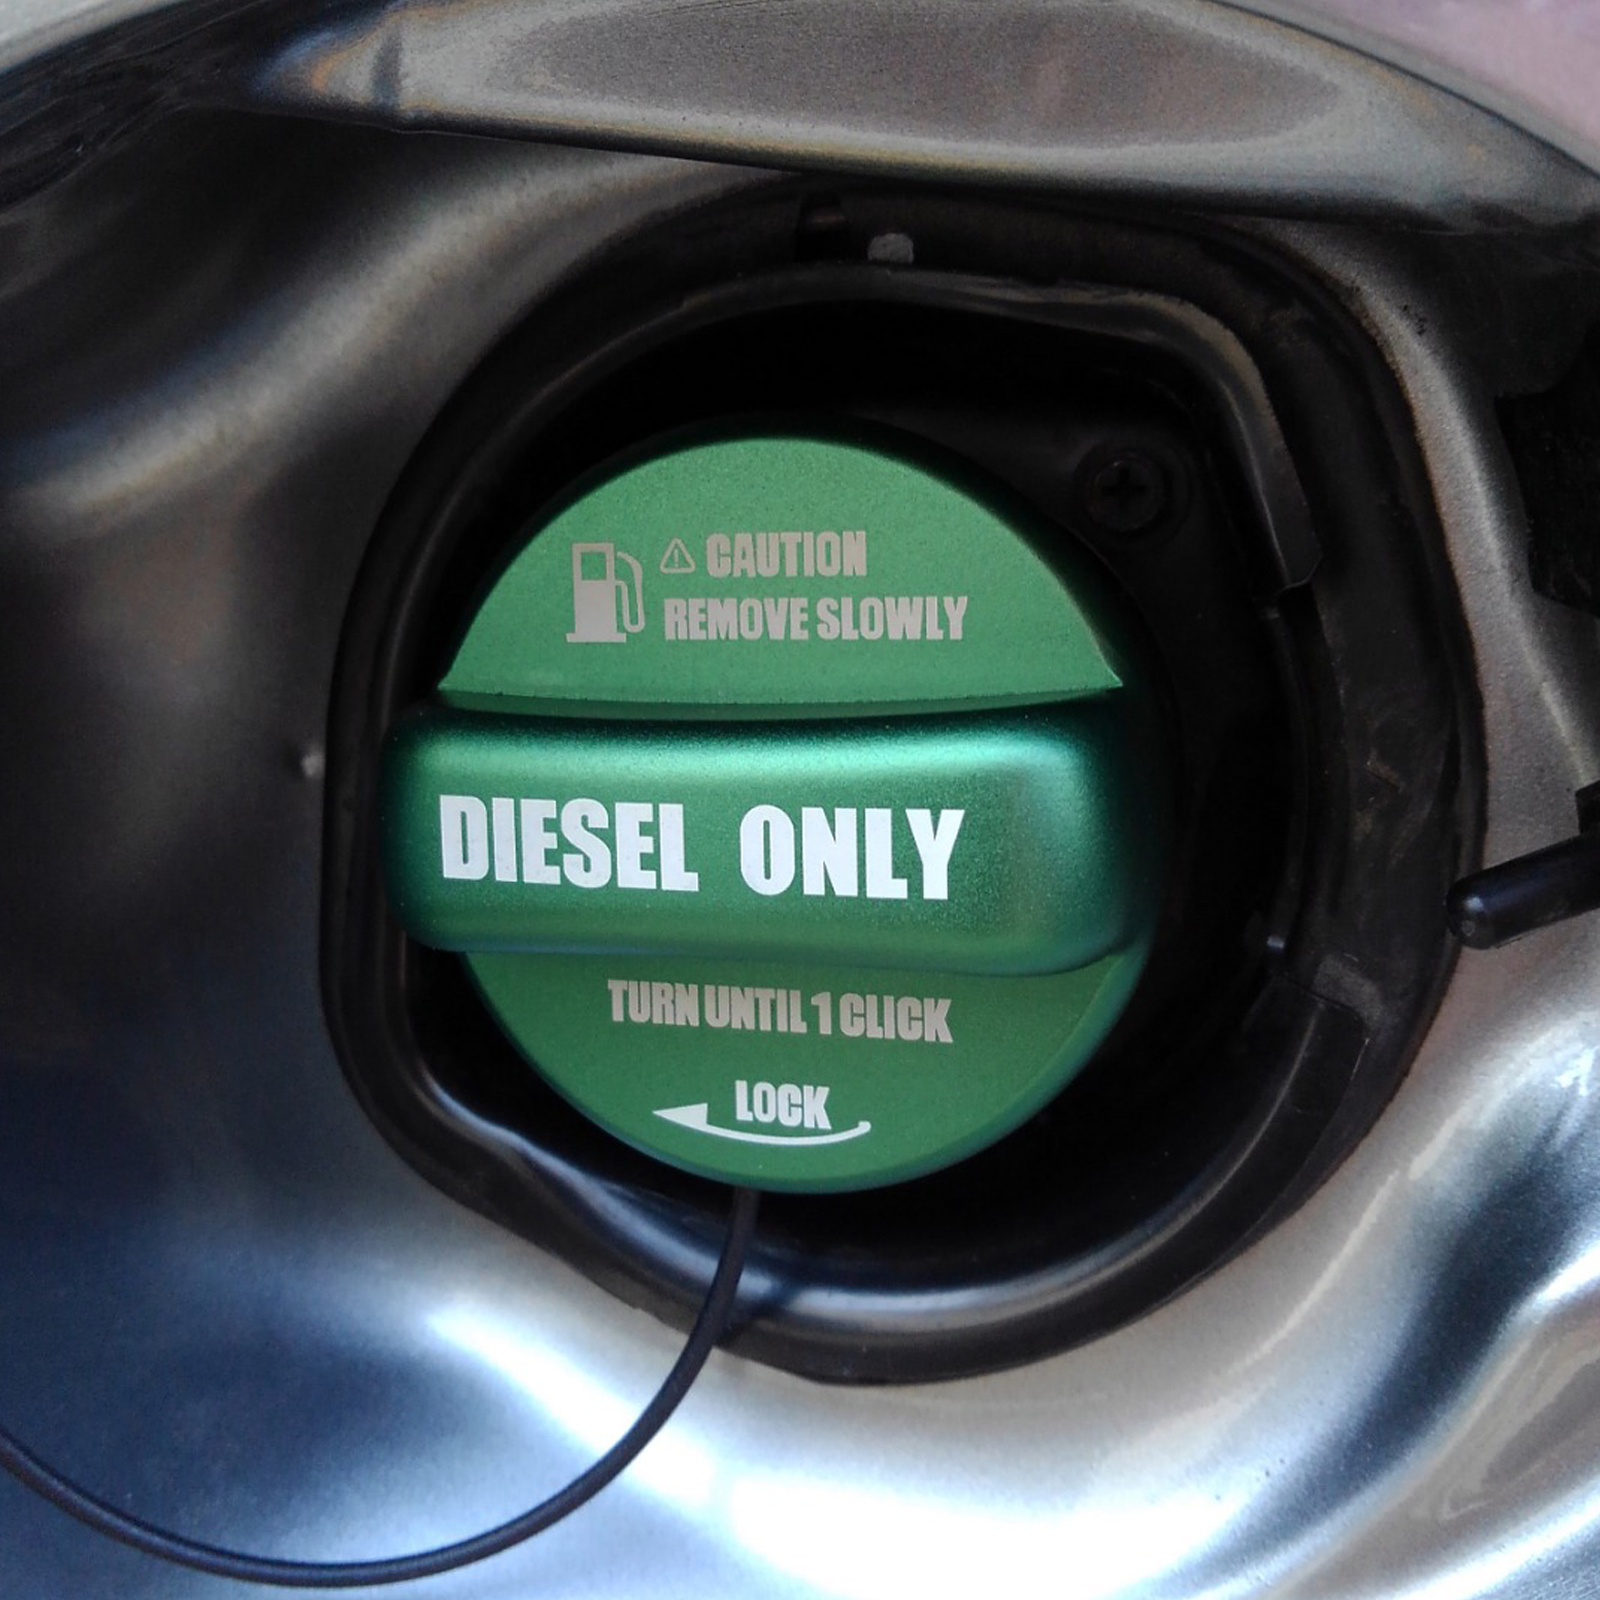 CAUTION
REMOVE SLOWLY
DIESEL ONLY
TURN UNTIL 1 CLICK
LOCK